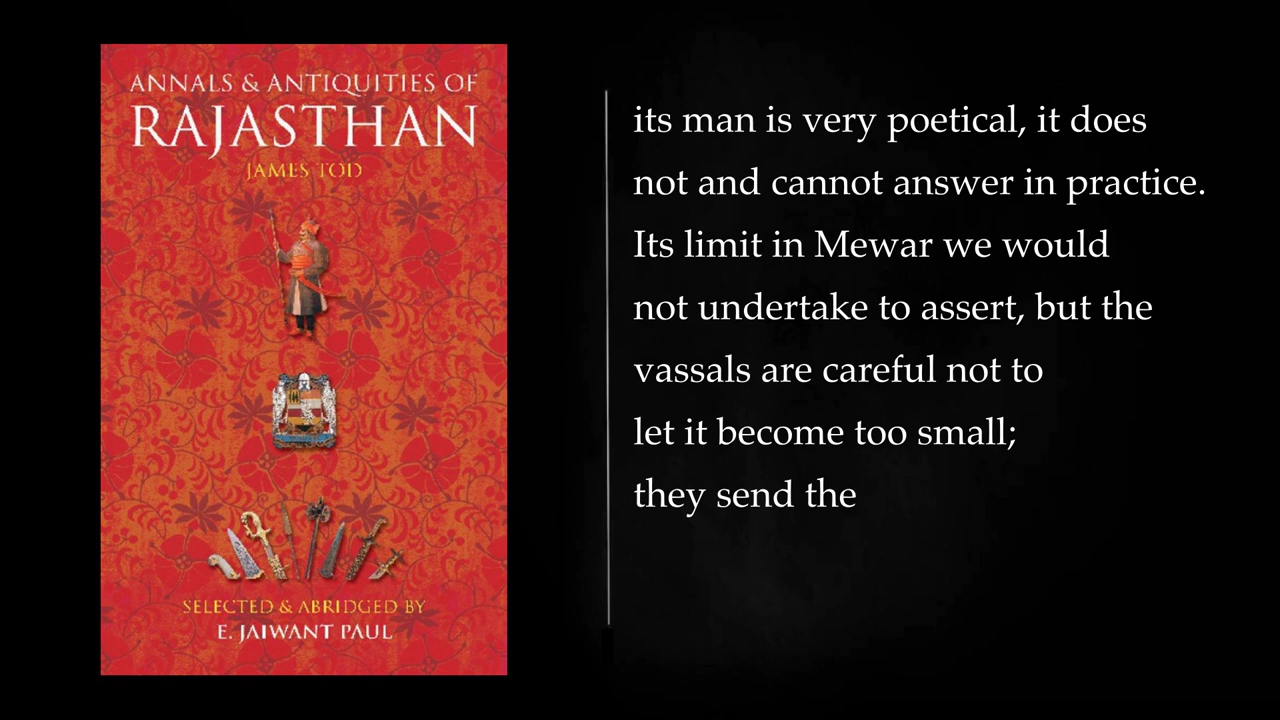 ANNALS & ANTIQUITIES OF
RAJASTHAN
JAMES TOD
SELECTED & ABRIDGED BY
E. JAIWANT PAUL
its man is very poetical, it does
not and cannot answer in practice.
Its limit in Mewar we would
not undertake to assert, but the
vassals are careful not to
let it become too small;
they send the